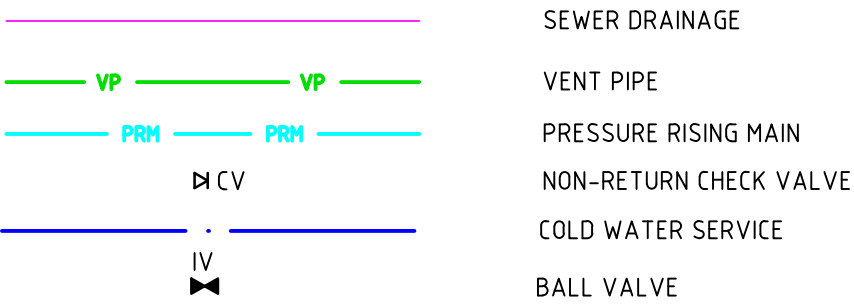 SEWER DRAINAGE
VP VP VENT PIPE
PRM PRM PRESSURE RISING MAIN
CV NON-RETURN CHECK VALVE
COLD WATER SERVICE
IV
BALL VALVE